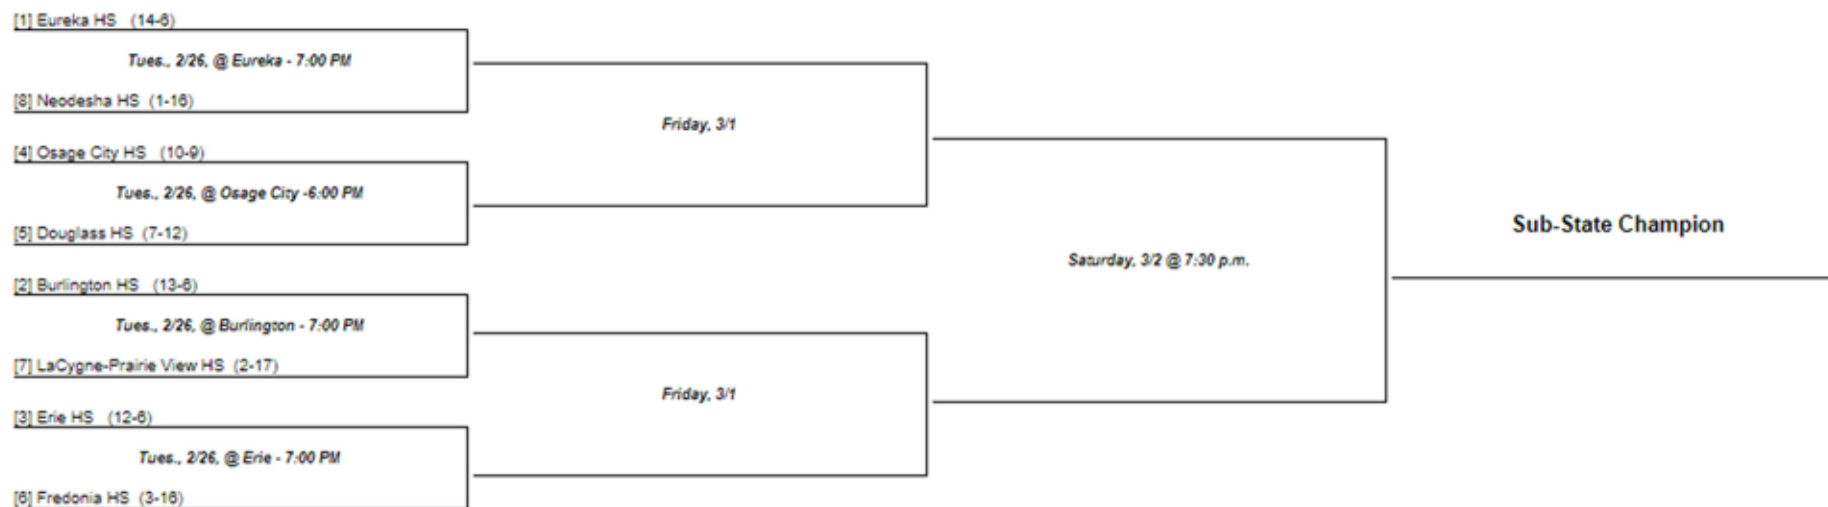 [1] Eureka HS (14-6)
Tues., 2/26, @ Eureka - 7:00 PM
[8] Neodesha HS (1-16)
[4] Osage City HS (10-9)
Tues., 2/26, @ Osage City -6:00 PM
[5] Douglass HS (7-12)
[2] Burlington HS (13-6)
Tues., 2/26, @ Burlington - 7:00 PM
[7] LaCygne-Prairie View HS (2-17)
[3] Erie HS (12-6)
Tues., 2/26, @ Erie - 7:00 PM
[6] Fredonia HS (3-16)
Friday, 3/1
Friday, 3/1
Saturday, 3/2 @ 7:30 p.m.
Sub-State Champion